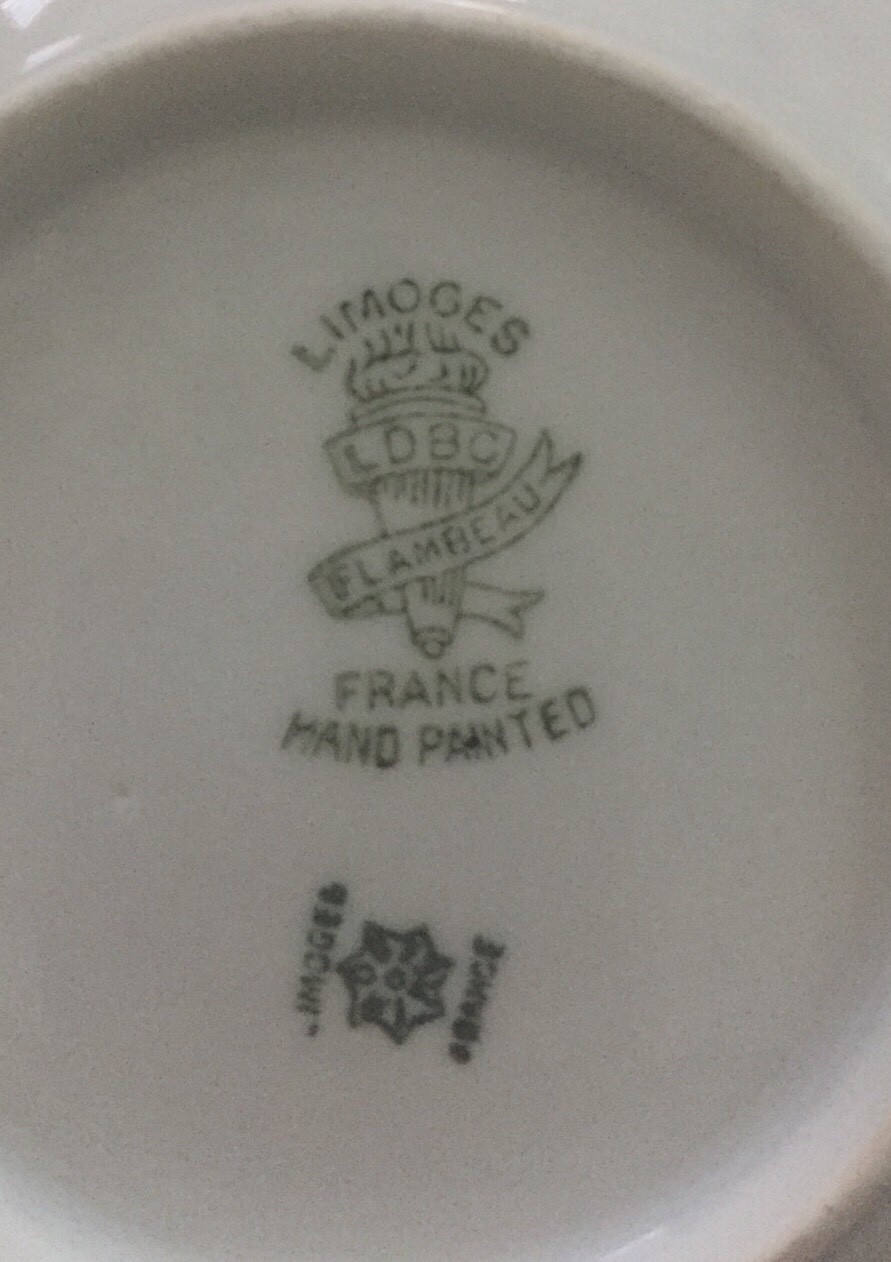 LIMOGES
LDBC
FLAMBEAU
FRANCE
HAND PAINTED
LIMOGES
FRANCE